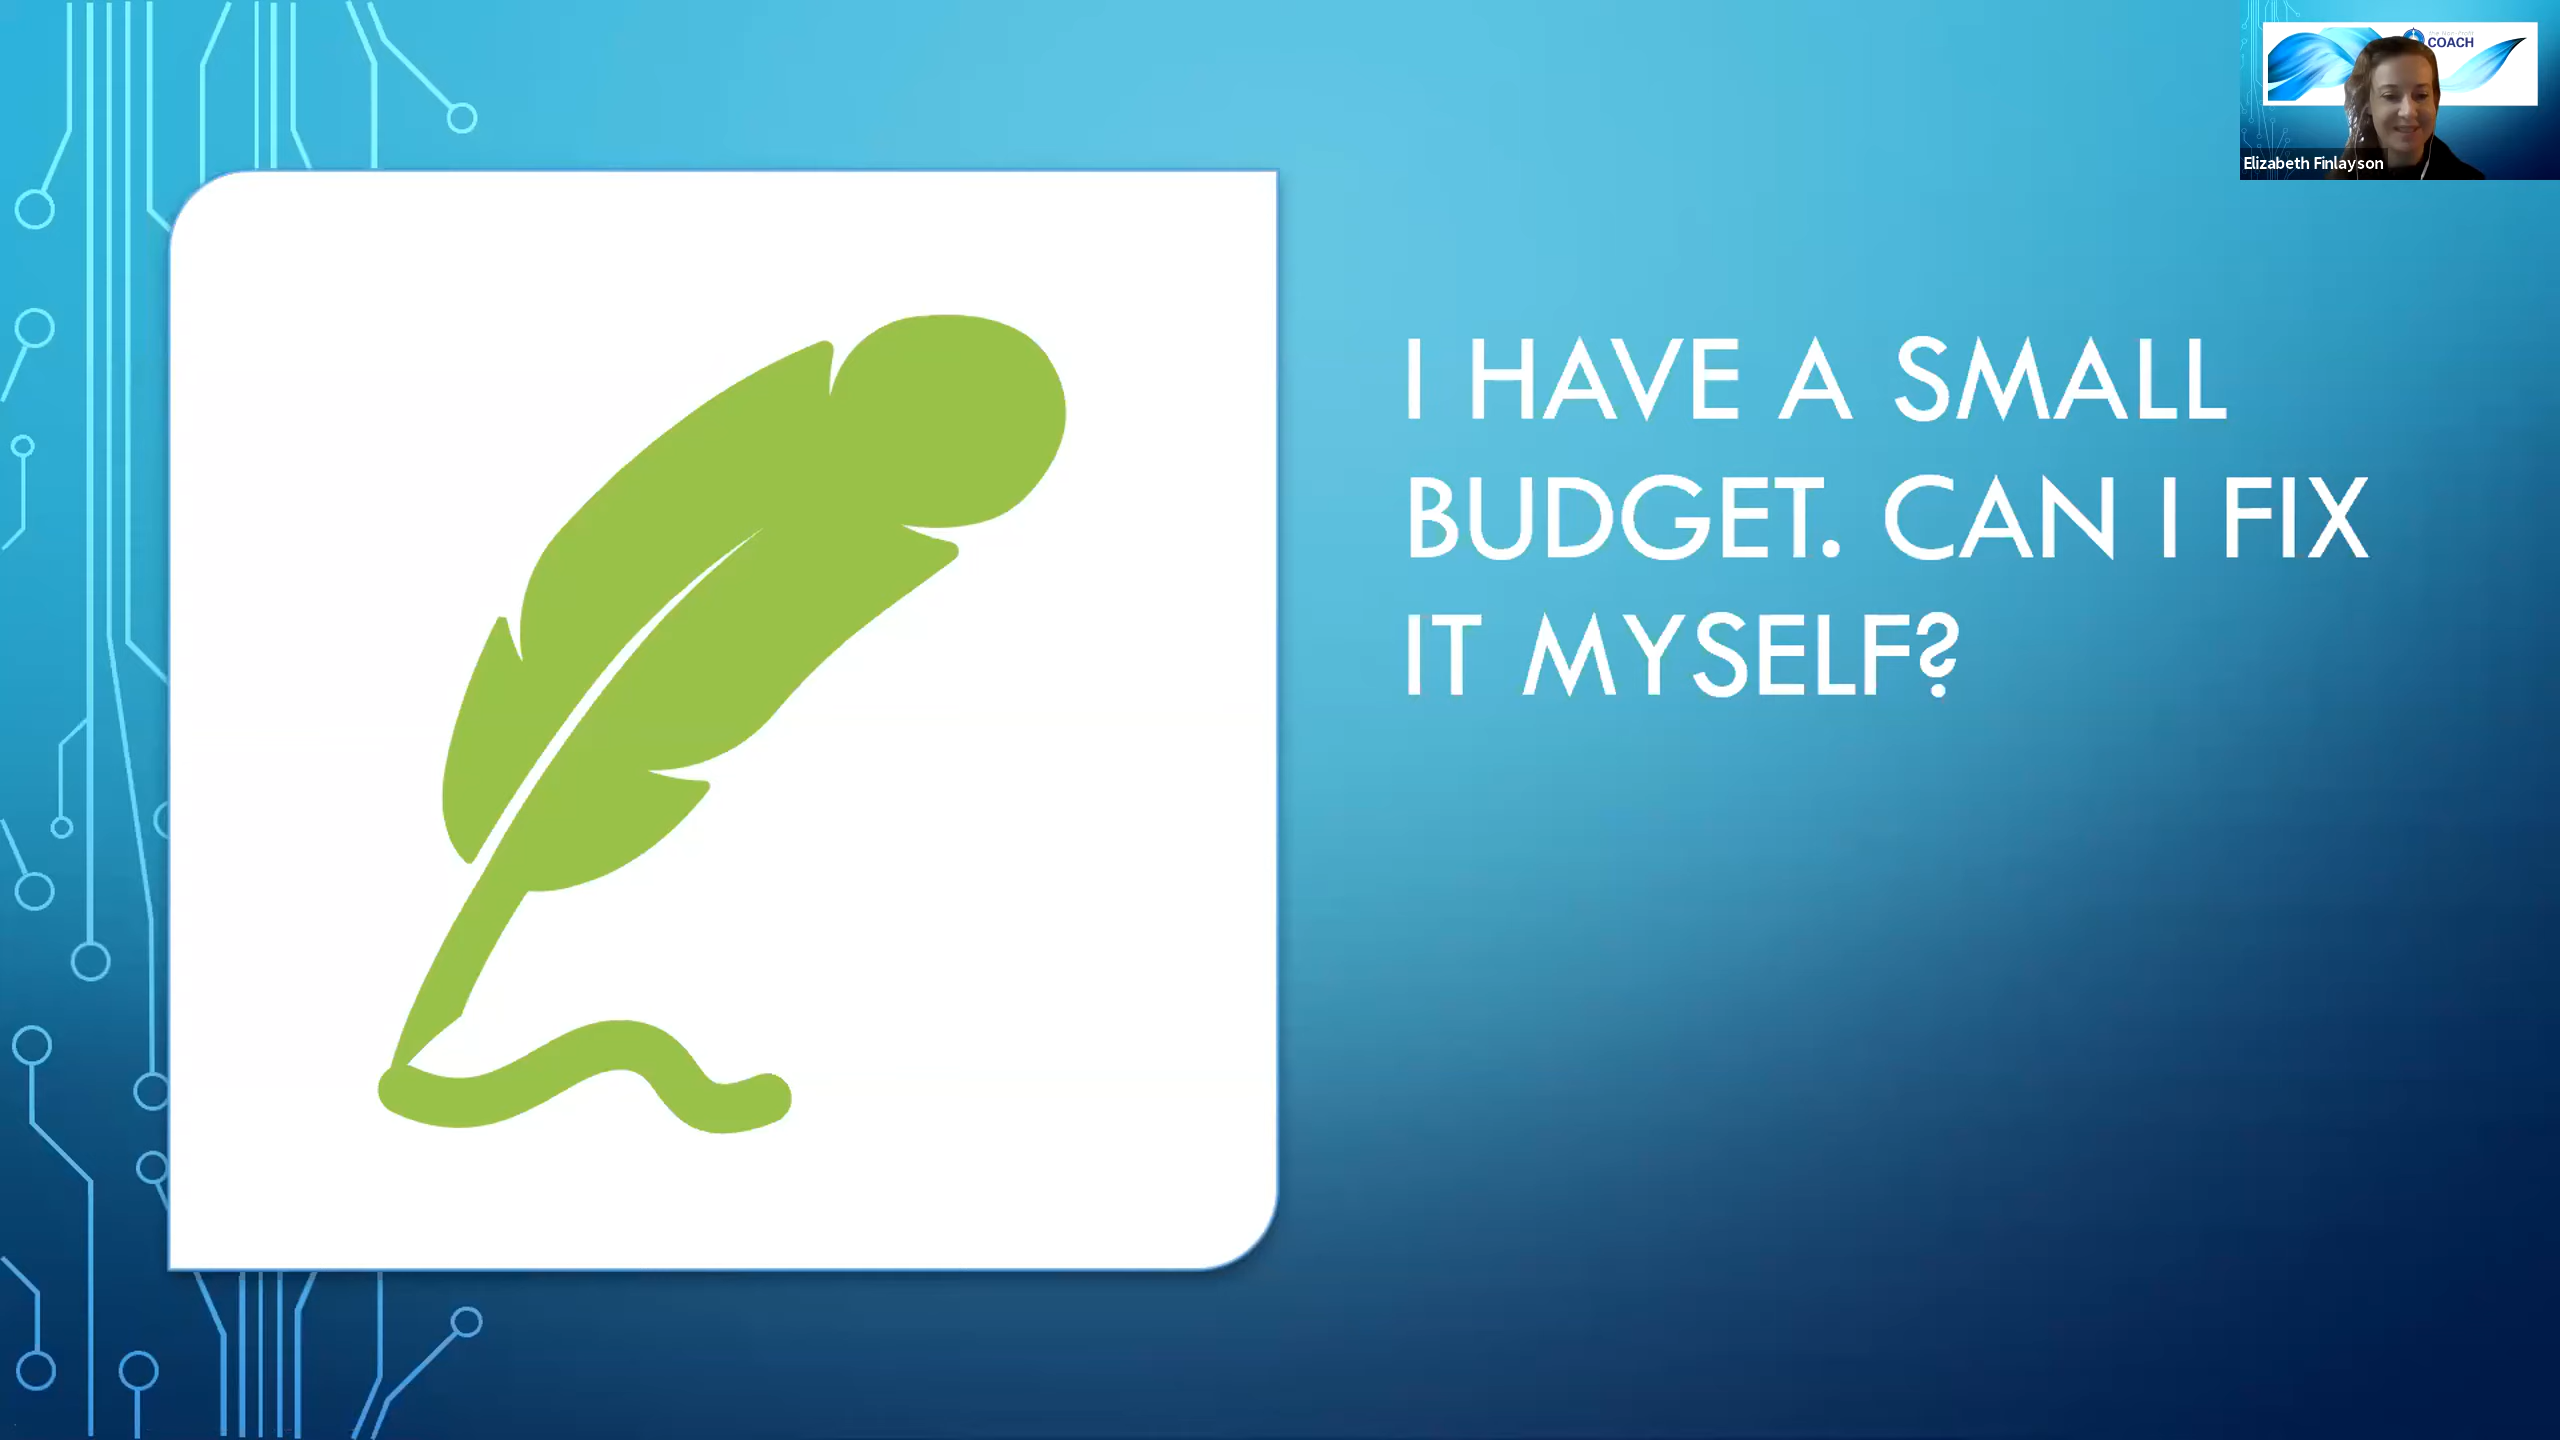 COACH
Elizabeth Finlayson
I HAVE A SMALL
BUDGET. CAN I FIX
IT MYSELF?